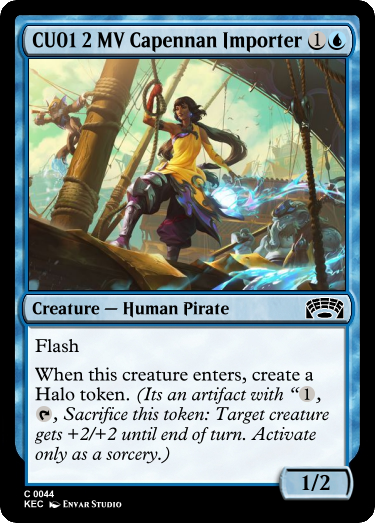 CU01 2 MV Capennan Importer 1
Creature — Human Pirate
Flash
When this creature enters, create a
Halo token. (Its an artifact with “1,
, Sacrifice this token: Target creature
gets +2/+2 until end of turn. Activate
only as a sorcery.)
1/2
C 0044
KEC Envar Studio